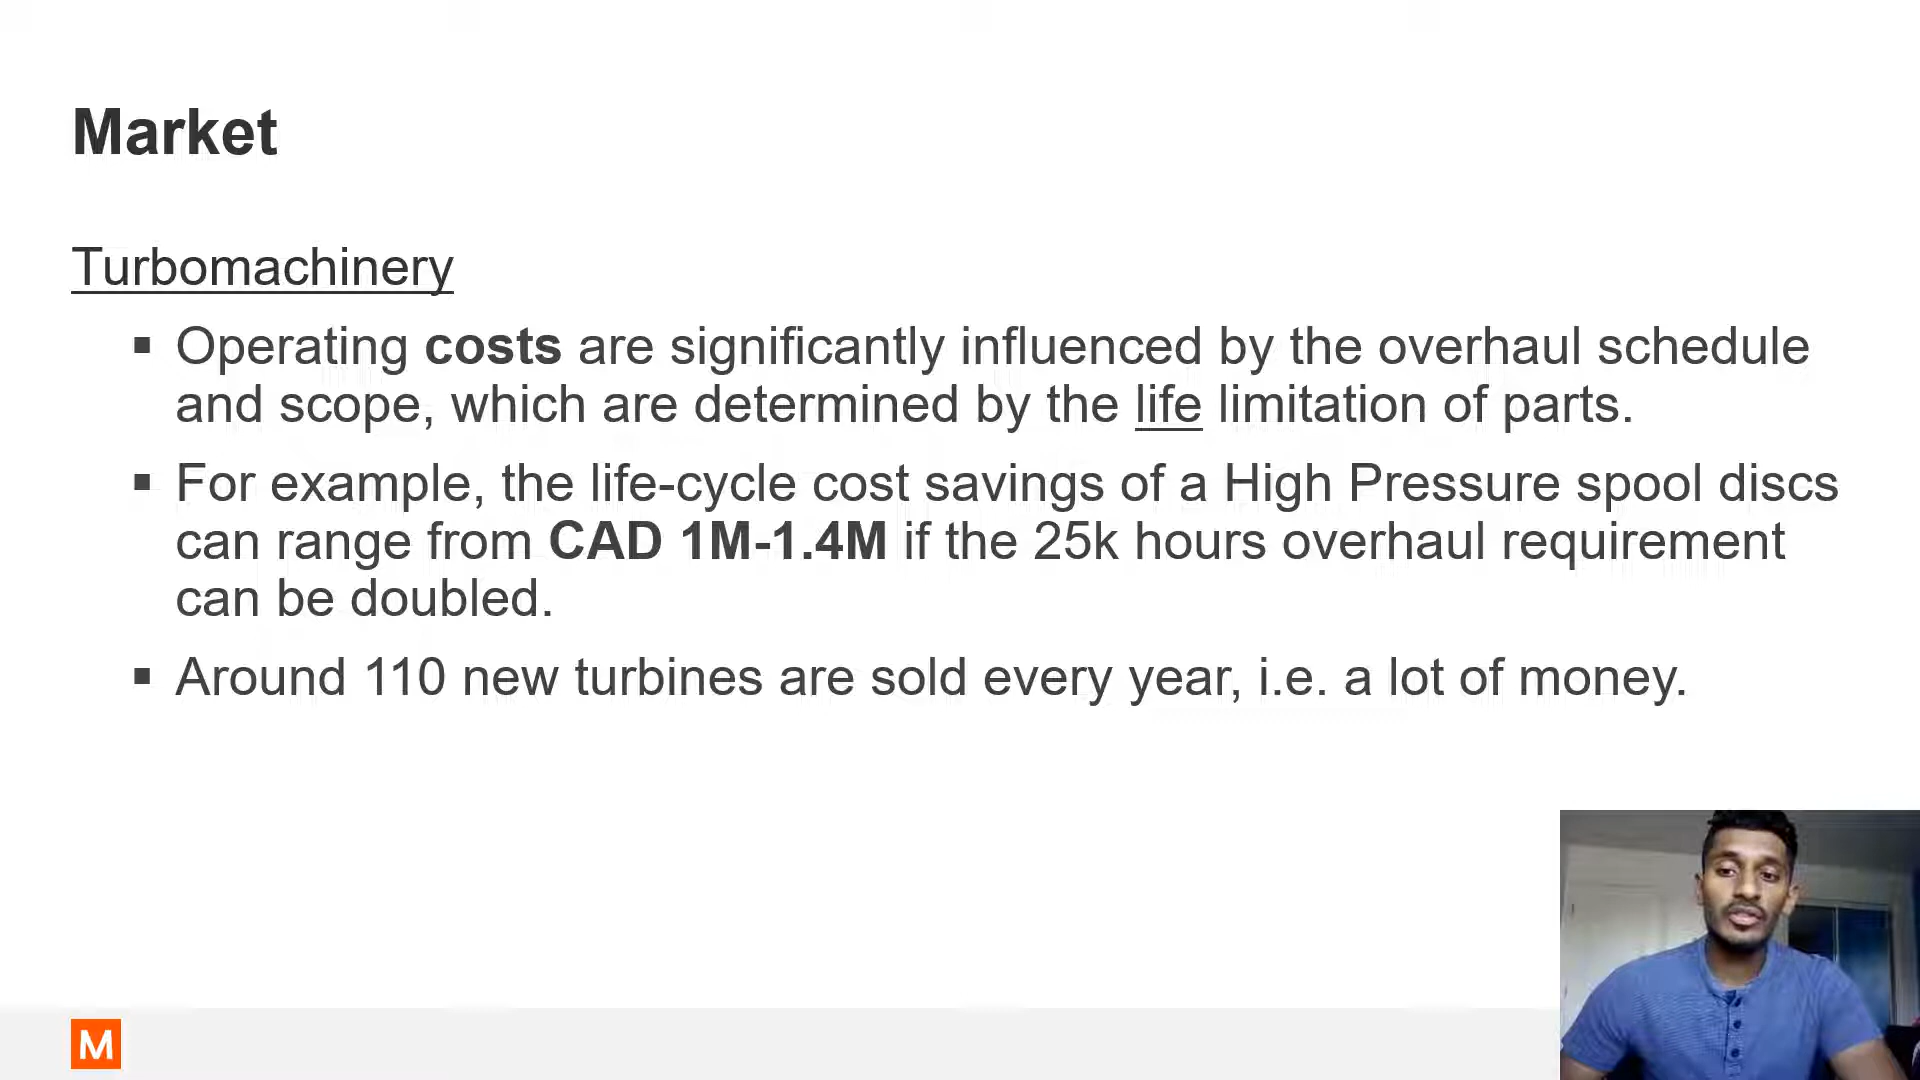 Market
Turbomachinery
▪ Operating costs are significantly influenced by the overhaul schedule
and scope, which are determined by the life limitation of parts.
▪ For example, the life-cycle cost savings of a High Pressure spool discs
can range from CAD 1M-1.4M if the 25k hours overhaul requirement
can be doubled.
▪ Around 110 new turbines are sold every year, i.e. a lot of money.
M